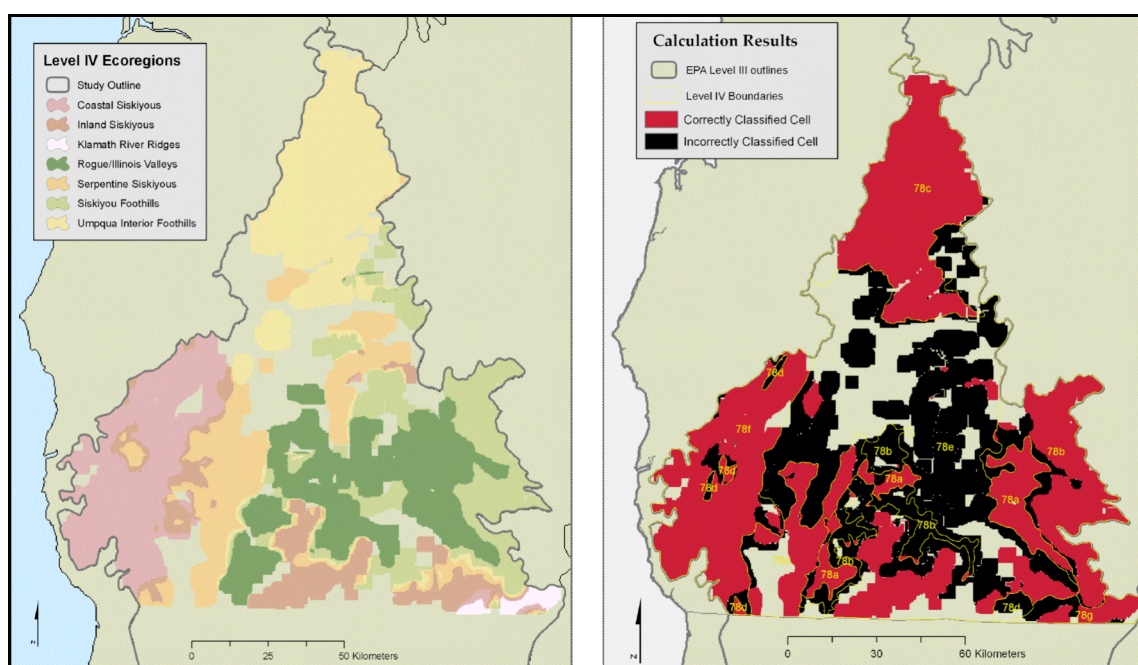 Level IV Ecoregions
Study Outline
Coastal Siskiyous
Inland Siskiyous
Klamath River Ridges
Rogue/Illinois Valleys
Serpentine Siskiyous
Siskiyou Foothills
Umpqua Interior Foothills
Z
0 25 50 Kilometers
Calculation Results
EPA Level III outlines
Level IV Boundaries
Correctly Classified Cell
Incorrectly Classified Cell
78c
78d
78f
78b
78e
78b
78d
78a
78a
78d
78b
78b
78a
78d
78d
78g
Z
0 30 60 Kilometers